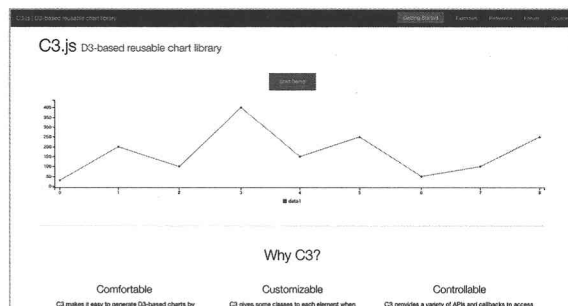 C3.js | D3-based reusable chart library
Getting Started Examples Reference Forum Source
C3.js D3-based reusable chart library
400
350
300
250
200
150
100
50
0
0 1 2 3 4 5 6 7 8
data1
Why C3?
Comfortable Customizable Controllable
C3 makes it easy to generate D3-based charts by C3 gives some classes to each element when C3 provides a variety of APIs and callbacks to access